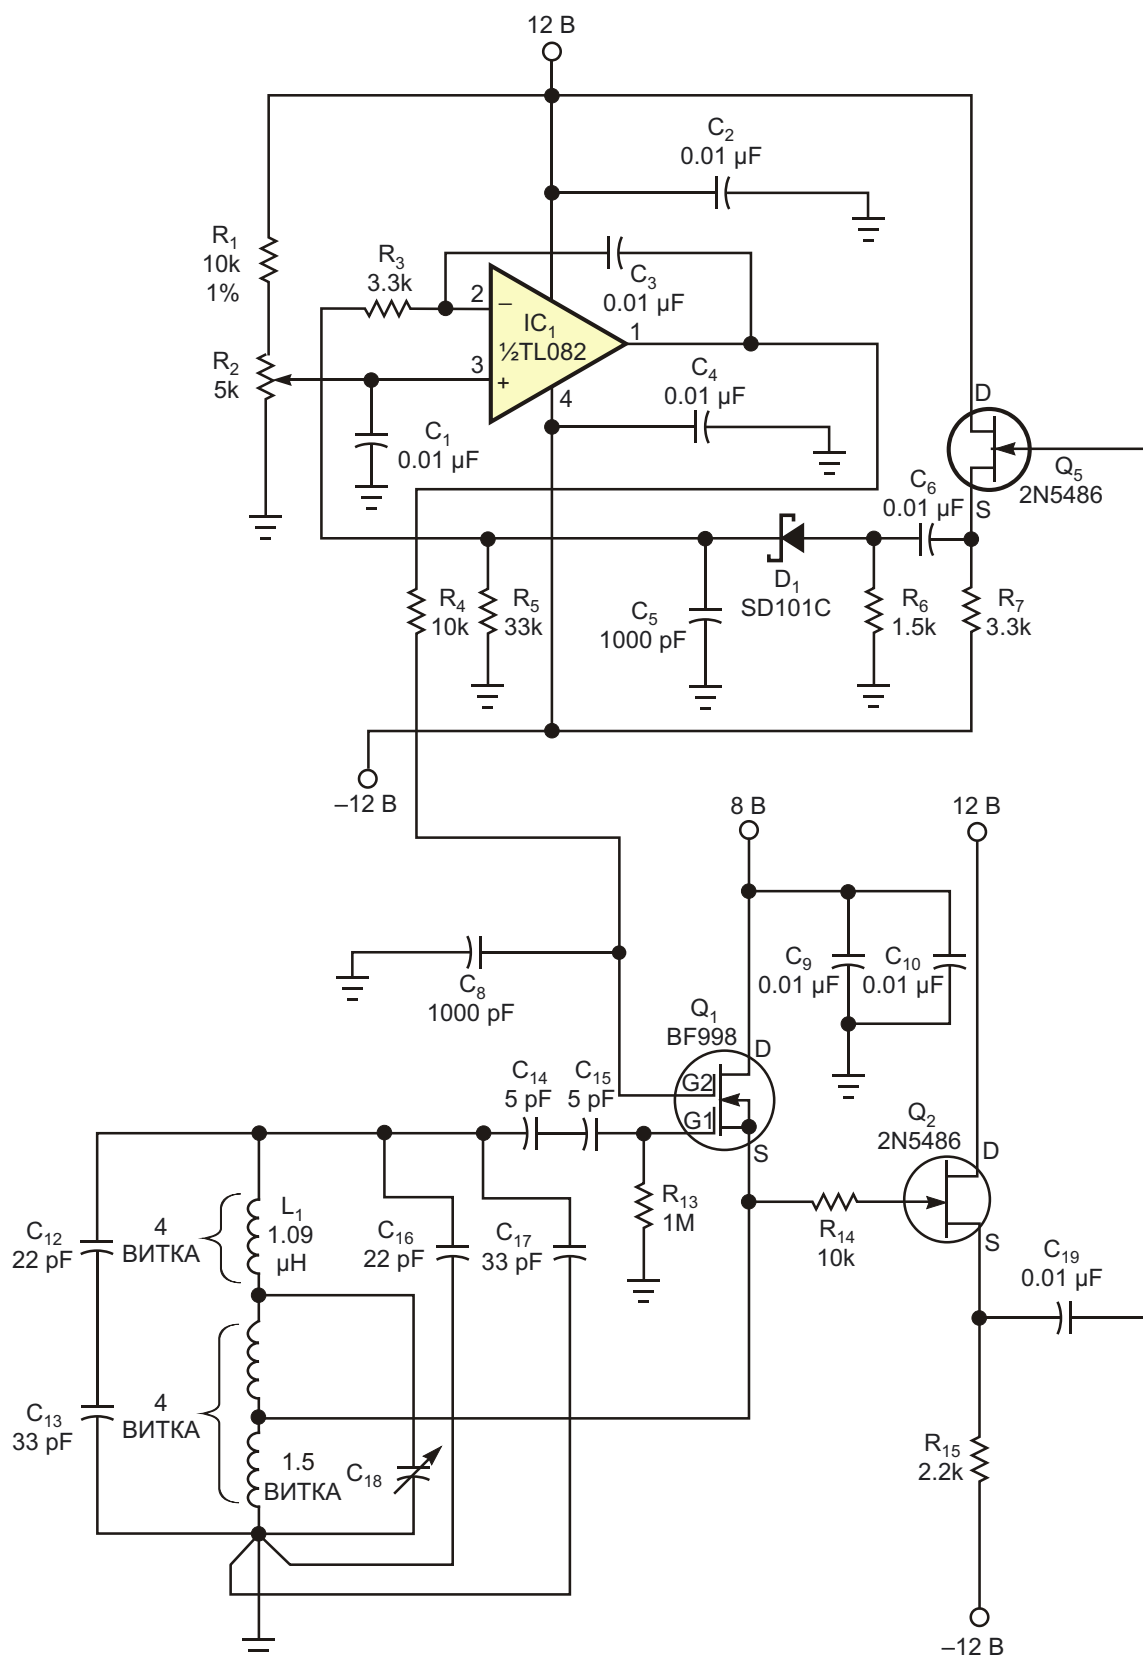 12 В
C2
0.01 µF
R1
10k
1%
R3
3.3k
C3
0.01 µF
2
–
IC1
½TL082
1
R2
5k
3
+
4
C4
0.01 µF
C1
0.01 µF
D
Q5
2N5486
S
C6
0.01 µF
D1
SD101C
R4
10k
R5
33k
C5
1000 pF
R6
1.5k
R7
3.3k
–12 В
8 В
12 В
C9
0.01 µF
C10
0.01 µF
C8
1000 pF
Q1
BF998
D
G2
G1
S
C14
5 pF
C15
5 pF
Q2
2N5486
D
S
R13
1M
R14
10k
C12
22 pF
4
ВИТКА
L1
1.09
µH
C16
22 pF
C17
33 pF
C19
0.01 µF
C13
33 pF
4
ВИТКА
1.5
ВИТКА
C18
R15
2.2k
–12 В